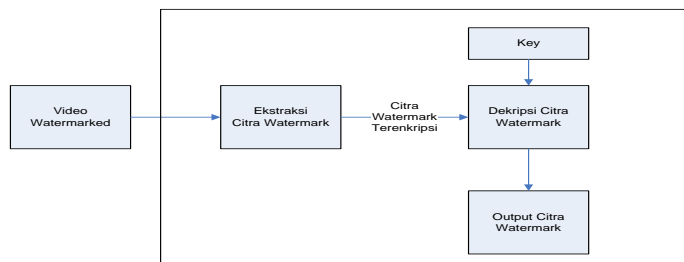 Key
Video
Watermarked
Ekstraksi
Citra Watermark
Citra
Watermark
Terenkripsi
Dekripsi Citra
Watermark
Output Citra
Watermark